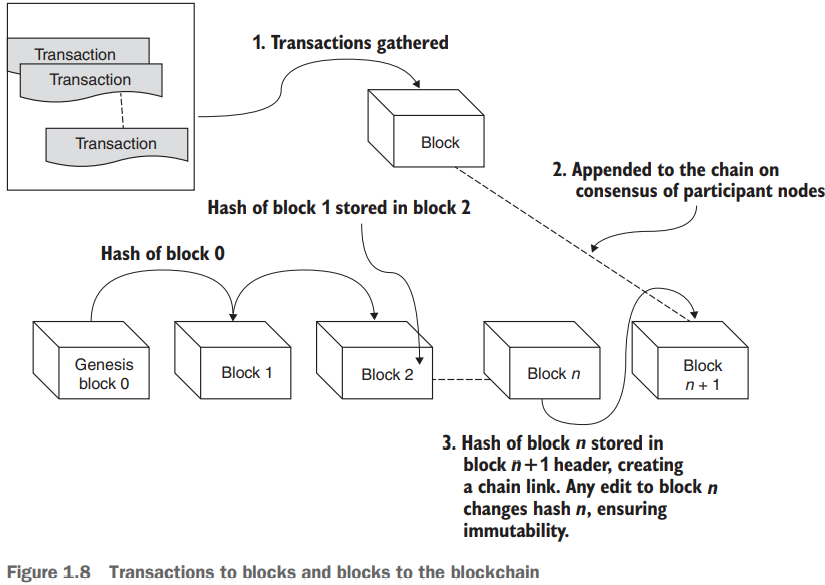 1. Transactions gathered
Transaction
Transaction
Transaction
Block
2. Appended to the chain on
consensus of participant nodes
Hash of block 1 stored in block 2
Hash of block 0
Genesis
block 0
Block 1
Block 2
Block n
Block
n + 1
3. Hash of block n stored in
block n+1 header, creating
a chain link. Any edit to block n
changes hash n, ensuring
immutability.
Figure 1.8 Transactions to blocks and blocks to the blockchain